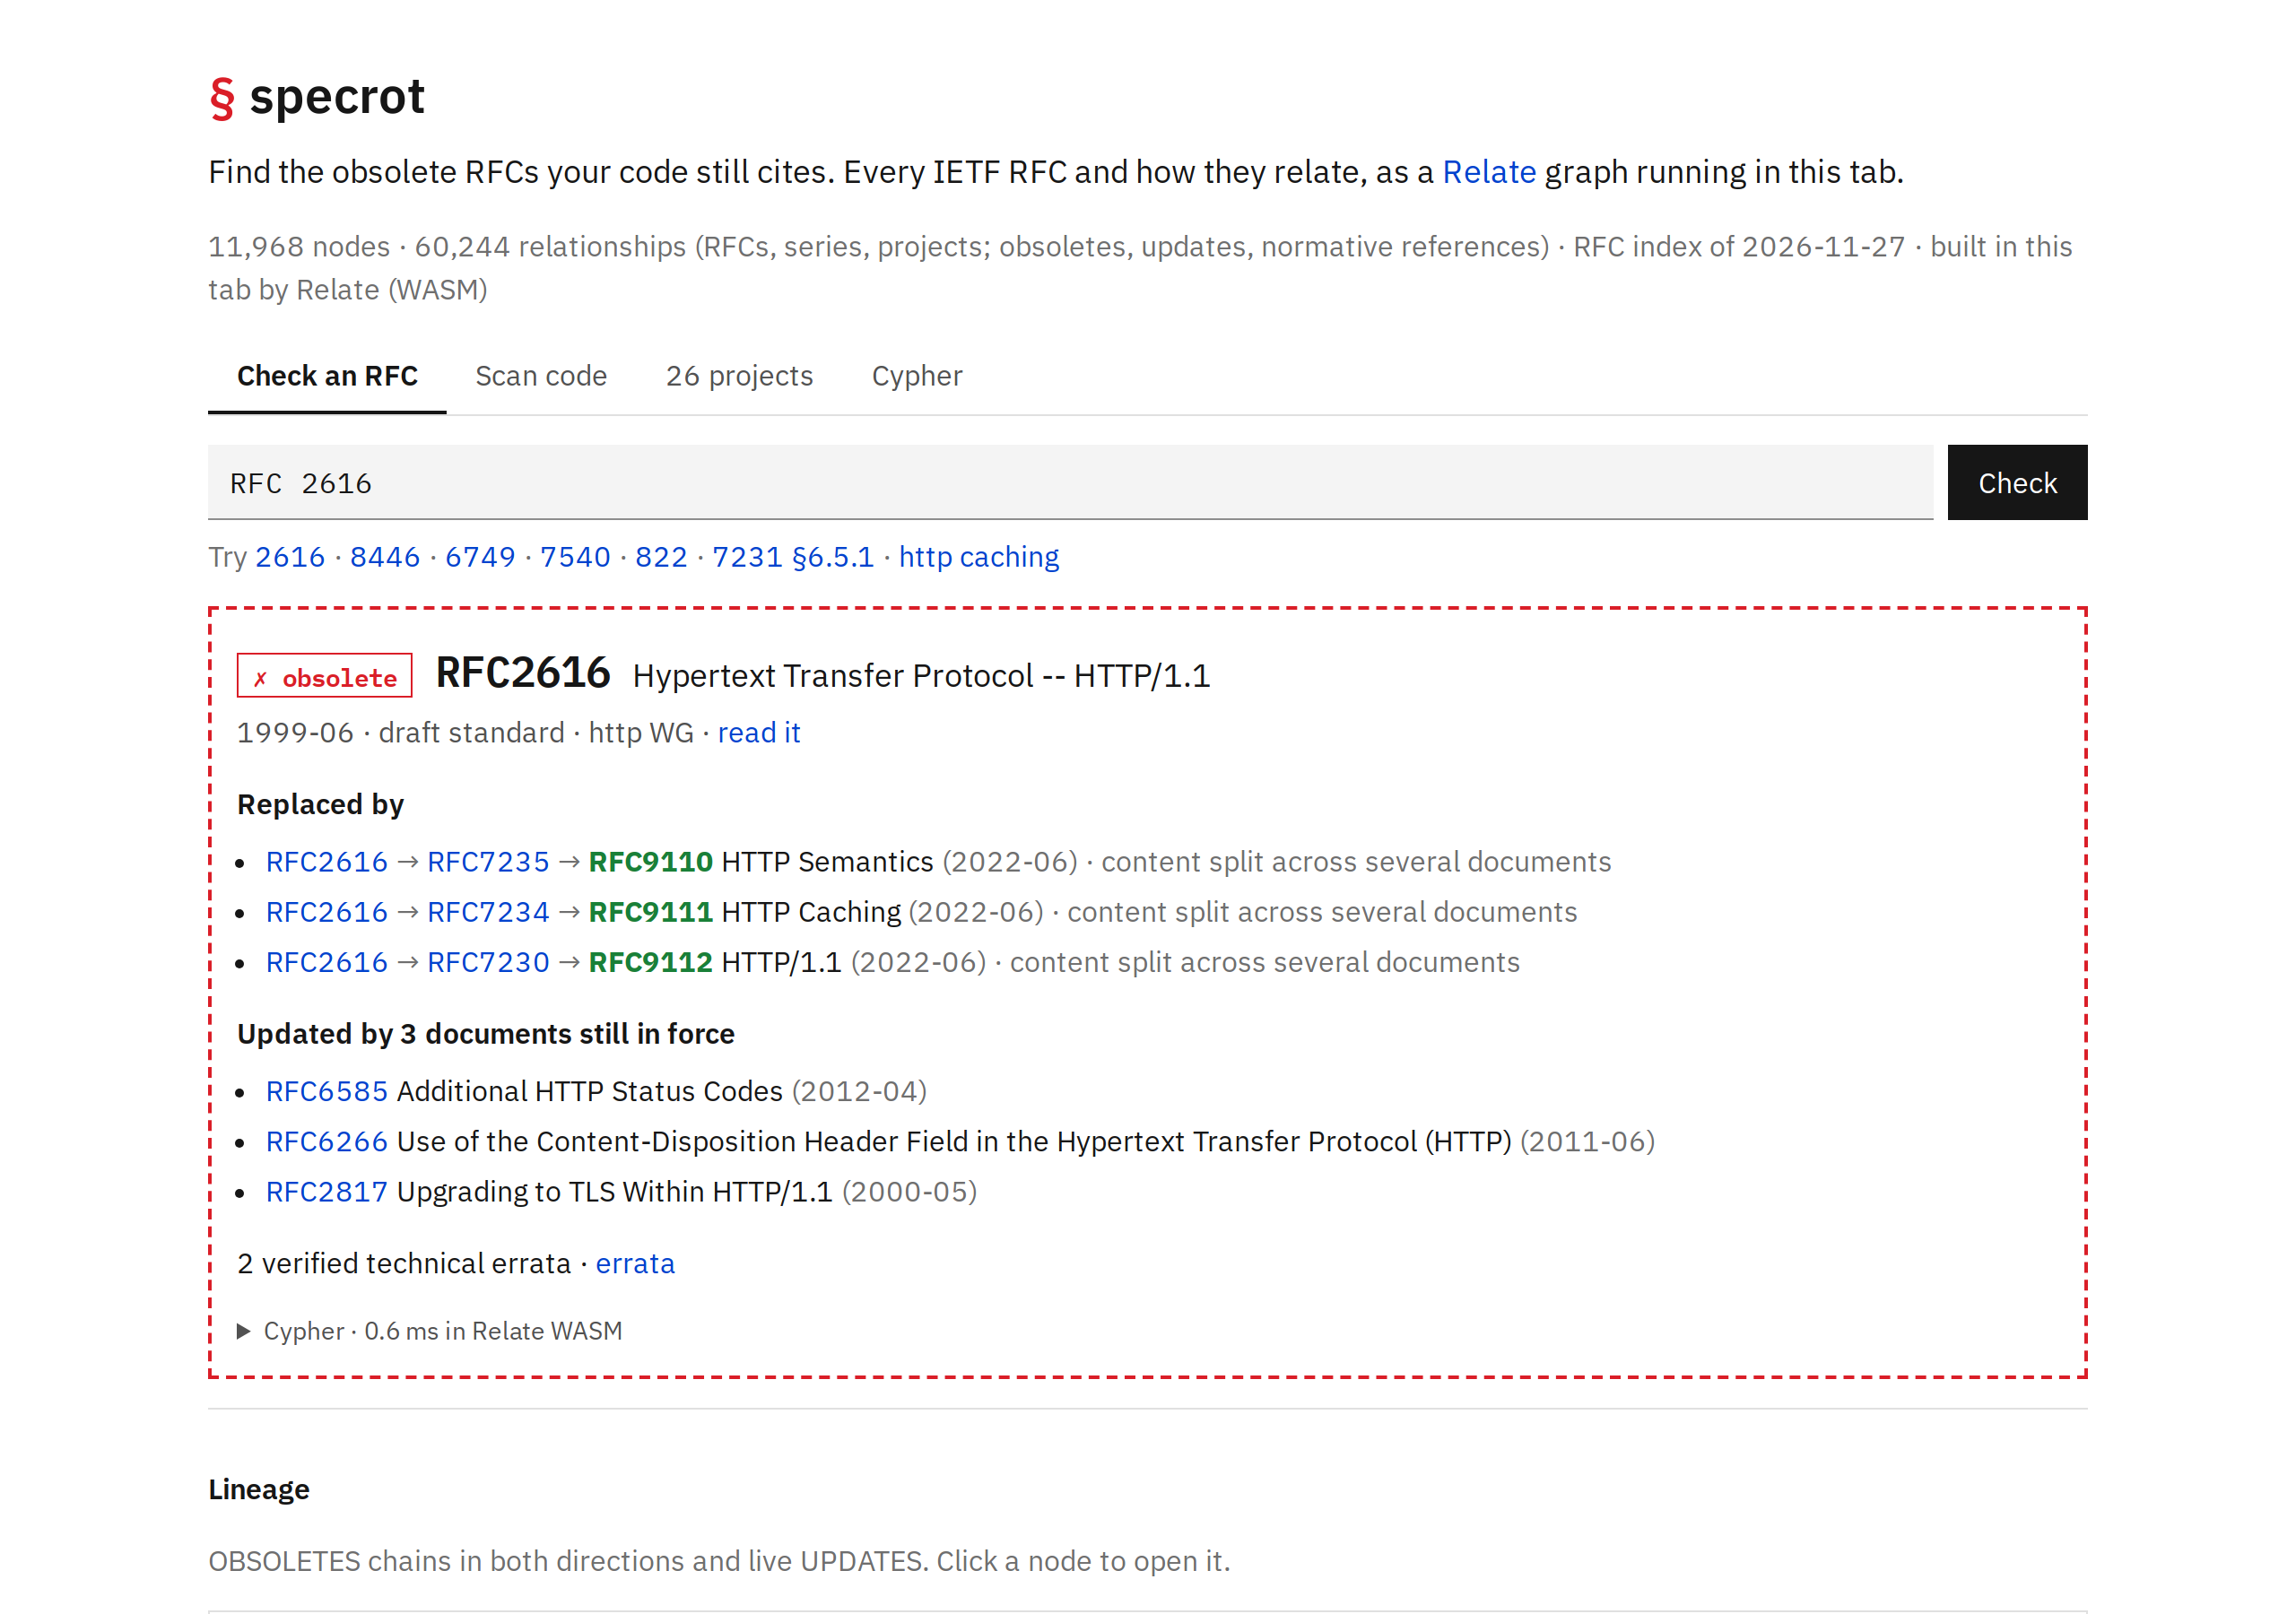 § specrot
Find the obsolete RFCs your code still cites. Every IETF RFC and how they relate, as a Relate graph running in this tab.
11,968 nodes · 60,244 relationships (RFCs, series, projects; obsoletes, updates, normative references) · RFC index of 2026-11-27 · built in this
tab by Relate (WASM)
Check an RFC Scan code 26 projects Cypher
RFC 2616 Check
Try 2616 · 8446 · 6749 · 7540 · 822 · 7231 §6.5.1 · http caching
✗ obsolete RFC2616 Hypertext Transfer Protocol -- HTTP/1.1
1999-06 · draft standard · http WG · read it
Replaced by
• RFC2616 → RFC7235 → RFC9110 HTTP Semantics (2022-06) · content split across several documents
• RFC2616 → RFC7234 → RFC9111 HTTP Caching (2022-06) · content split across several documents
• RFC2616 → RFC7230 → RFC9112 HTTP/1.1 (2022-06) · content split across several documents
Updated by 3 documents still in force
• RFC6585 Additional HTTP Status Codes (2012-04)
• RFC6266 Use of the Content-Disposition Header Field in the Hypertext Transfer Protocol (HTTP) (2011-06)
• RFC2817 Upgrading to TLS Within HTTP/1.1 (2000-05)
2 verified technical errata · errata
▶ Cypher · 0.6 ms in Relate WASM
Lineage
OBSOLETES chains in both directions and live UPDATES. Click a node to open it.